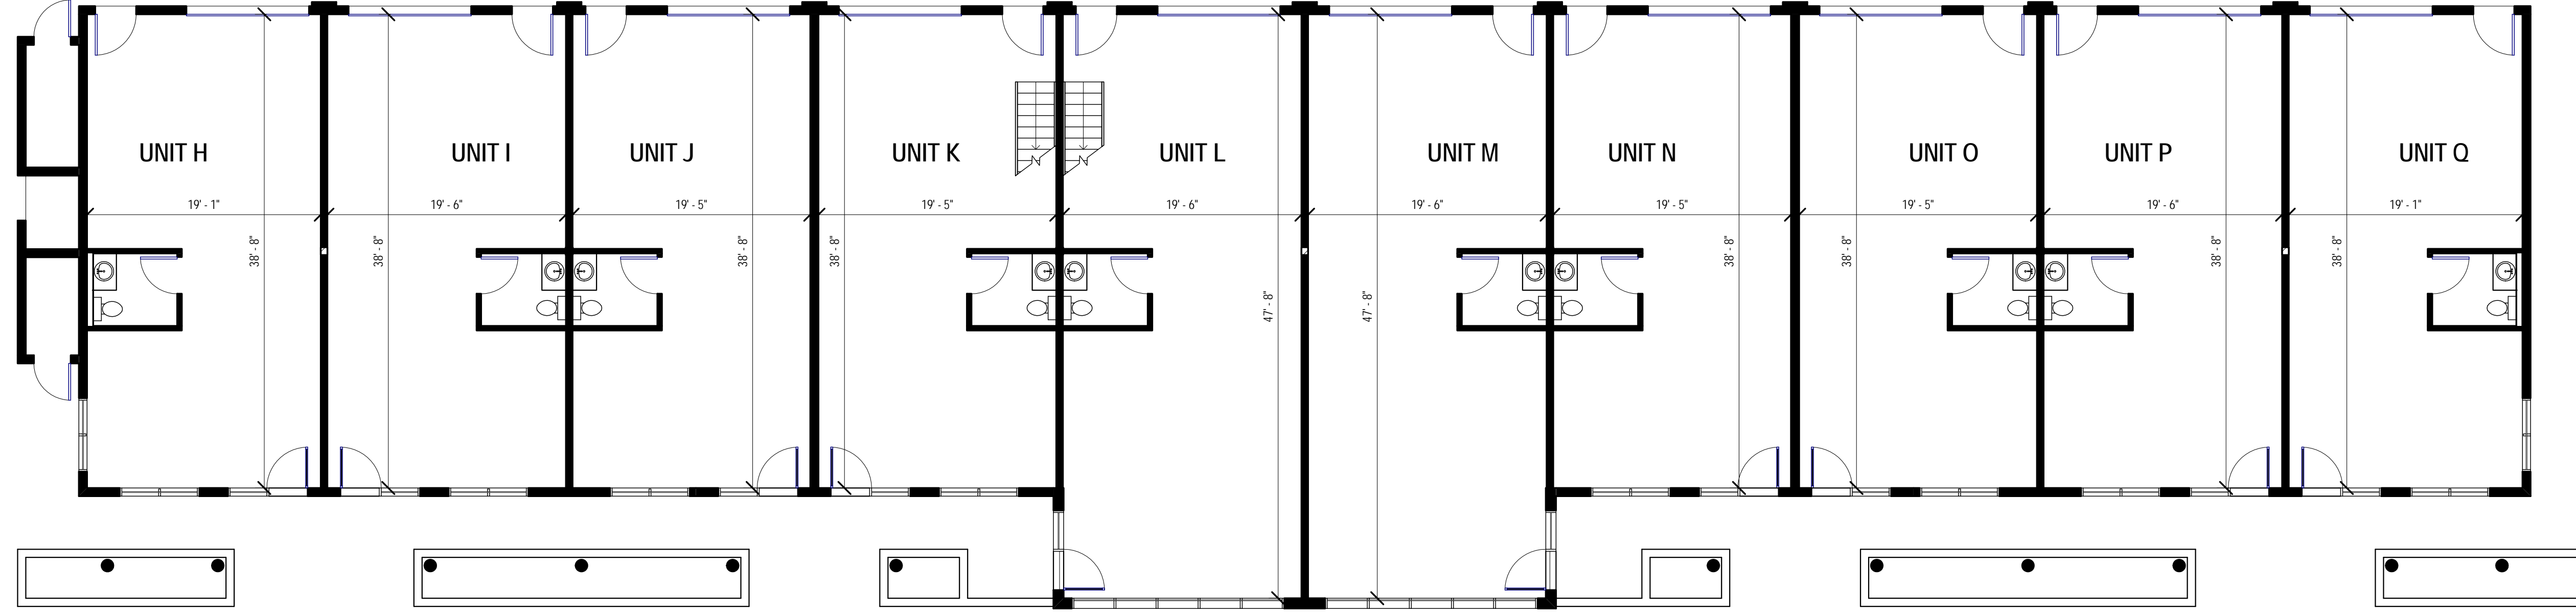 UNIT H
UNIT I
UNIT J
UNIT K
UNIT L
UNIT M
UNIT N
UNIT O
UNIT P
UNIT Q
19' - 1"
19' - 6"
19' - 5"
19' - 5"
19' - 6"
19' - 6"
19' - 5"
19' - 5"
19' - 6"
19' - 1"
38' - 8"
38' - 8"
38' - 8"
38' - 8"
47' - 8"
47' - 8"
38' - 8"
38' - 8"
38' - 8"
38' - 8"